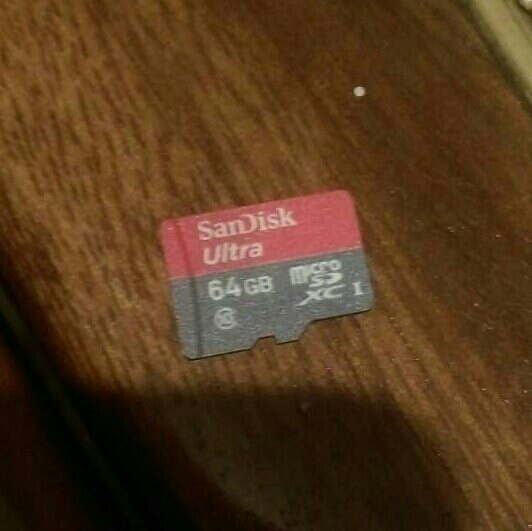 SanDisk
Ultra
64GB micro SD XC I
10